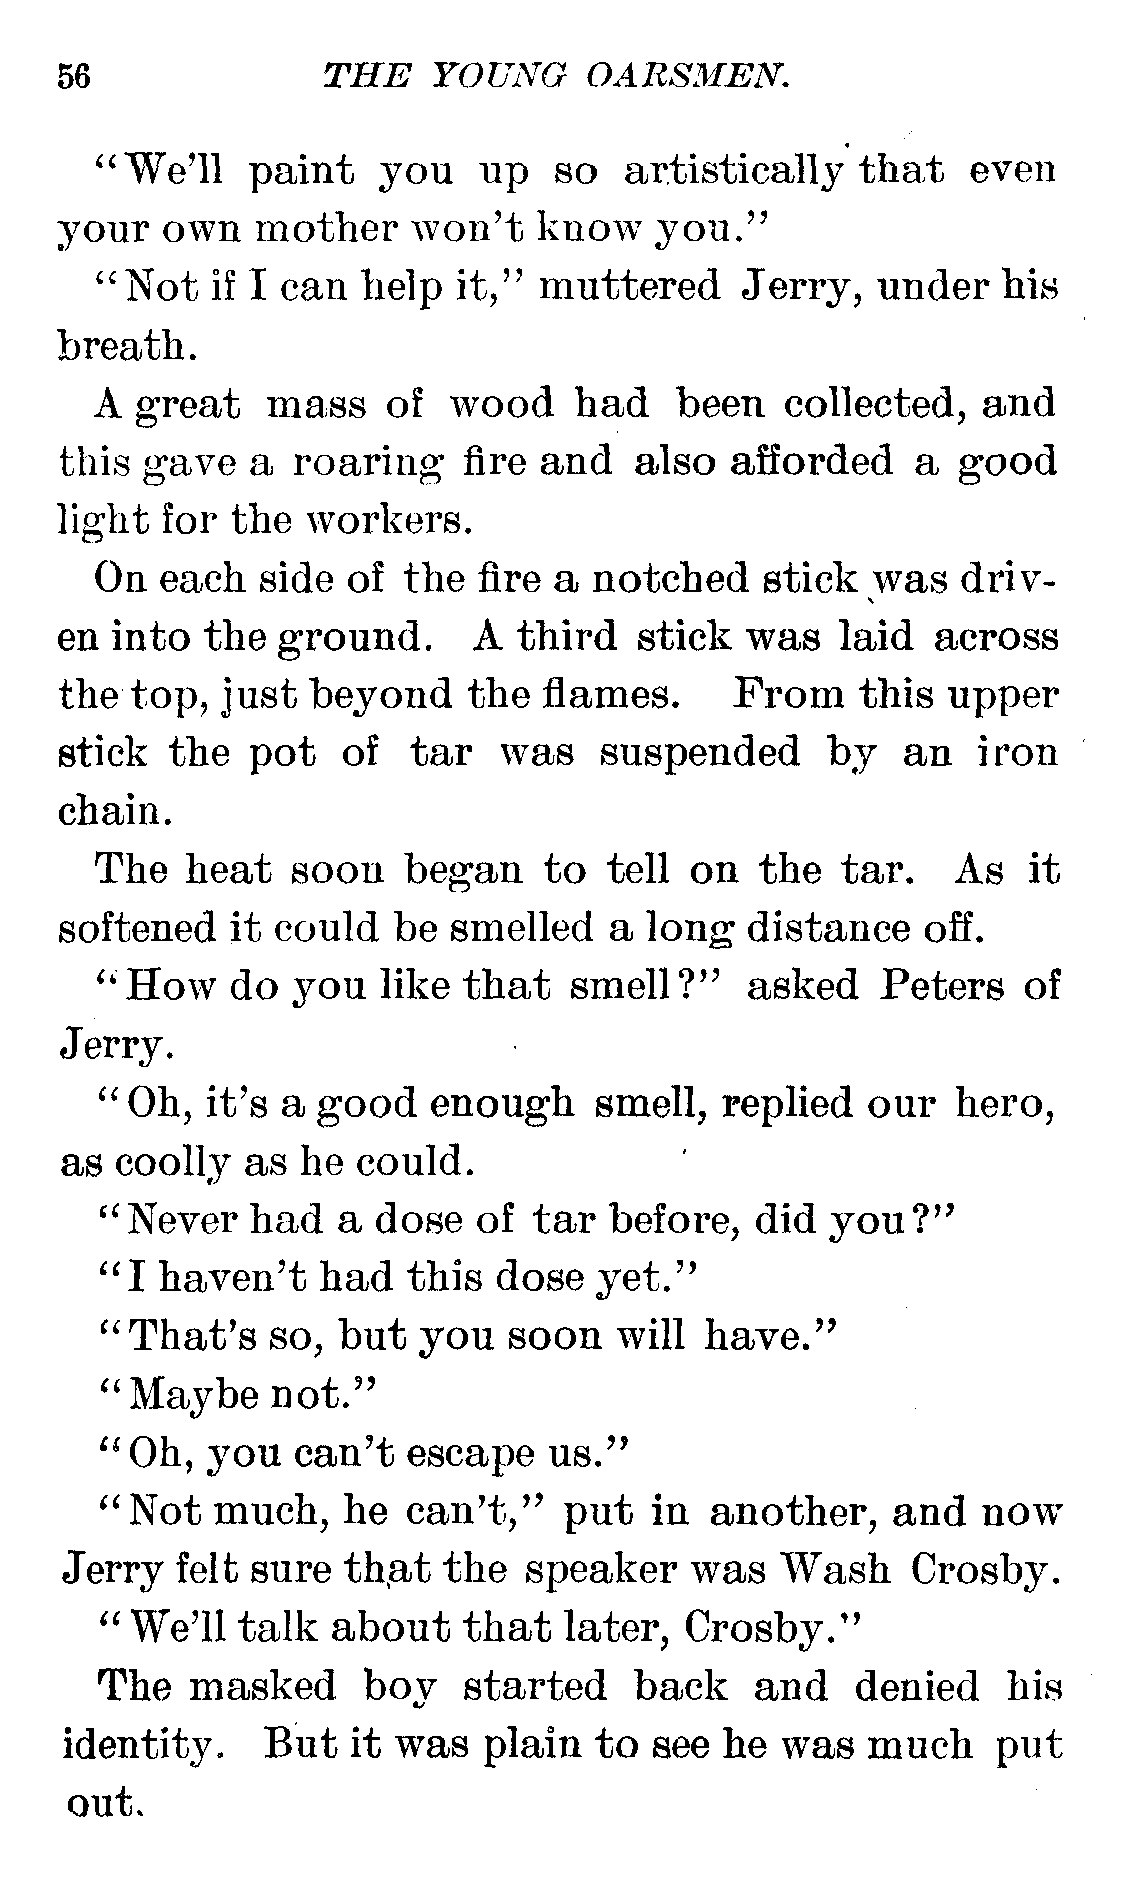 56 THE YOUNG OARSMEN.
“We’ll paint you up so artistically that even
your own mother won’t know you.”
“Not if I can help it,” muttered Jerry, under his
breath.
A great mass of wood had been collected, and
this gave a roaring fire and also afforded a good
light for the workers.
On each side of the fire a notched stick was driv-
en into the ground. A third stick was laid across
the top, just beyond the flames. From this upper
stick the pot of tar was suspended by an iron
chain.
The heat soon began to tell on the tar. As it
softened it could be smelled a long distance off.
“How do you like that smell?” asked Peters of
Jerry.
“Oh, it’s a good enough smell, replied our hero,
as coolly as he could.
“Never had a dose of tar before, did you?”
“I haven’t had this dose yet.”
“That’s so, but you soon will have.”
“Maybe not.”
“Oh, you can’t escape us.”
“Not much, he can’t,” put in another, and now
Jerry felt sure that the speaker was Wash Crosby.
“We’ll talk about that later, Crosby.”
The masked boy started back and denied his
identity. But it was plain to see he was much put
out.